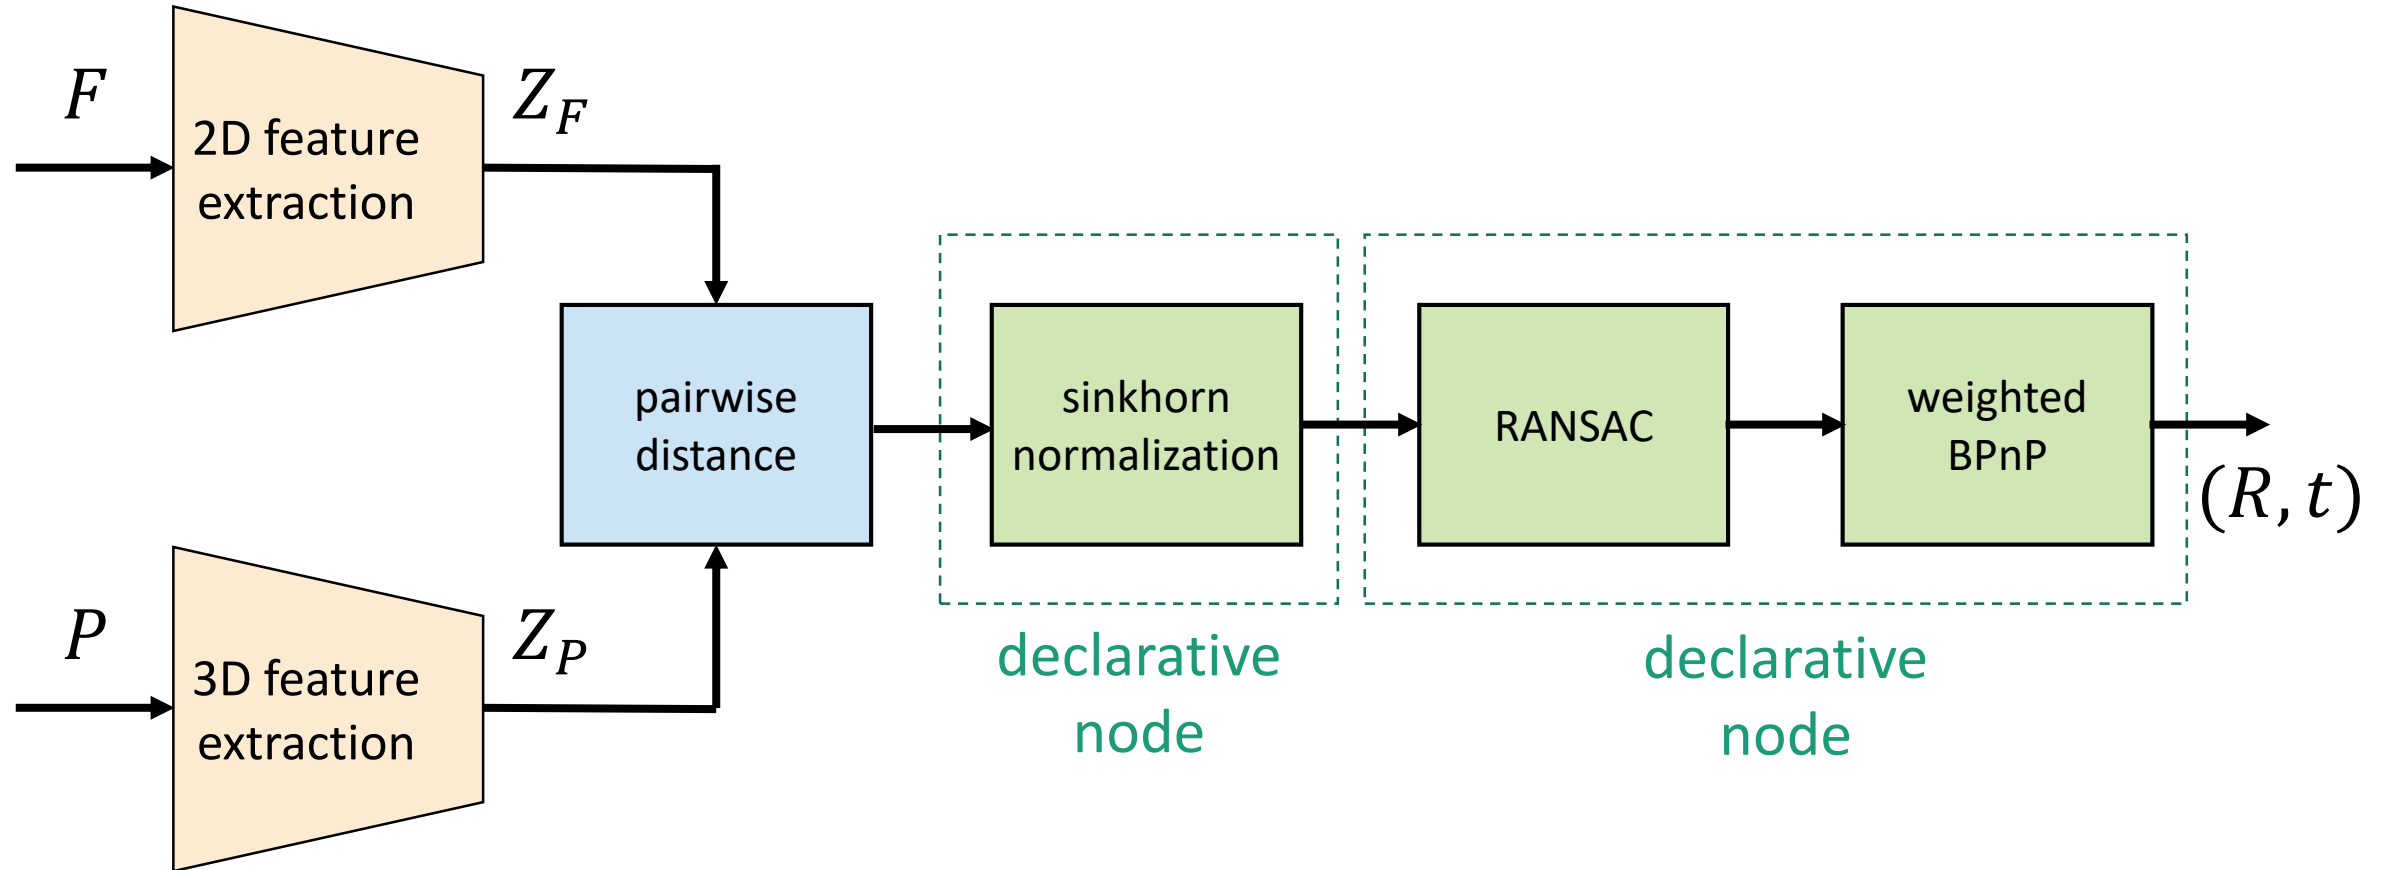 F
2D feature
extraction
Z_F
P
3D feature
extraction
Z_P
pairwise
distance
sinkhorn
normalization
declarative
node
RANSAC
weighted
BPnP
declarative
node
(R, t)